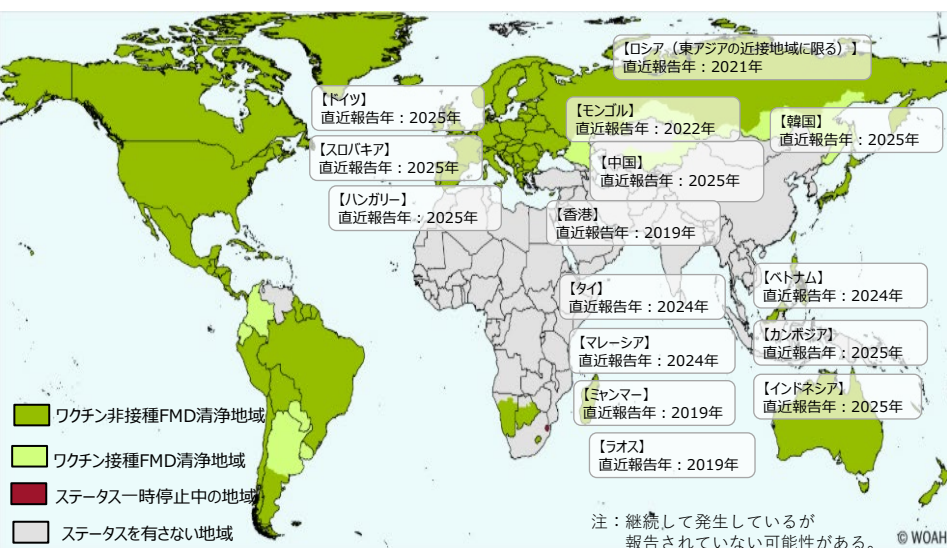 【ロシア（東アジアの近接地域に限る）】
直近報告年：2021年
【ドイツ】
直近報告年：2025年
【モンゴル】
直近報告年：2022年
【韓国】
直近報告年：2025年
【スロバキア】
直近報告年：2025年
【中国】
直近報告年：2025年
【ハンガリー】
直近報告年：2025年
【香港】
直近報告年：2019年
【タイ】
直近報告年：2024年
【ベトナム】
直近報告年：2024年
【マレーシア】
直近報告年：2024年
【カンボジア】
直近報告年：2025年
【ミャンマー】
直近報告年：2019年
【インドネシア】
直近報告年：2025年
【ラオス】
直近報告年：2019年
ワクチン非接種FMD清浄地域
ワクチン接種FMD清浄地域
ステータス一時停止中の地域
ステータスを有さない地域
注：継続して発生しているが
報告されていない可能性がある。
© WOAH